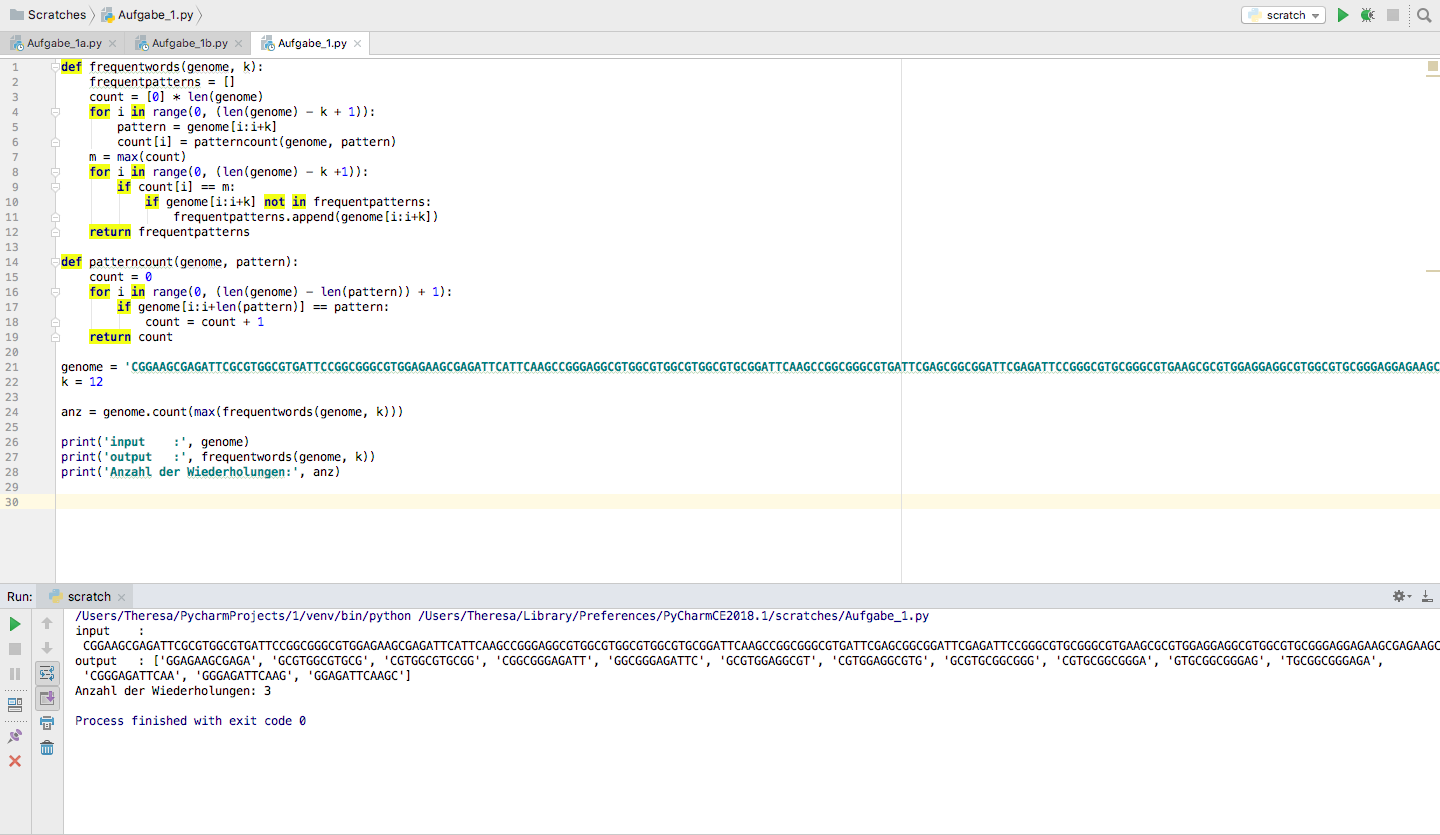 Scratches Aufgabe_1.py scratch
Aufgabe_1a.py Aufgabe_1b.py Aufgabe_1.py
1 def frequentwords(genome, k):
2     frequentpatterns = []
3     count = [0] * len(genome)
4     for i in range(0, (len(genome) - k + 1)):
5         pattern = genome[i:i+k]
6         count[i] = patterncount(genome, pattern)
7     m = max(count)
8     for i in range(0, (len(genome) - k +1)):
9         if count[i] == m:
10             if genome[i:i+k] not in frequentpatterns:
11                 frequentpatterns.append(genome[i:i+k])
12     return frequentpatterns
13
14 def patterncount(genome, pattern):
15     count = 0
16     for i in range(0, (len(genome) - len(pattern)) + 1):
17         if genome[i:i+len(pattern)] == pattern:
18             count = count + 1
19     return count
20
21 genome = 'CGGAAGCGAGATTCGCGTGGCGTGATTCCGGCGGGCGTGGAGAAGCGAGATTCATTCAAGCCGGGAGGCGTGGCGTGGCGTGGCGTGCGGATTCAAGCCGGCGGGCGTGATTCGAGCGGCGGATTCGAGATTCCGGGCGTGCGGGCGTGAAGCGCGTGGAGGAGGCGTGGCGTGCGGGAGGAGAAGC
22 k = 12
23
24 anz = genome.count(max(frequentwords(genome, k)))
25
26 print('input   :', genome)
27 print('output  :', frequentwords(genome, k))
28 print('Anzahl der Wiederholungen:', anz)
29
30
Run: scratch
/Users/Theresa/PycharmProjects/1/venv/bin/python /Users/Theresa/Library/Preferences/PyCharmCE2018.1/scratches/Aufgabe_1.py
input    :
CGGAAGCGAGATTCGCGTGGCGTGATTCCGGCGGGCGTGGAGAAGCGAGATTCATTCAAGCCGGGAGGCGTGGCGTGGCGTGGCGTGCGGATTCAAGCCGGCGGGCGTGATTCGAGCGGCGGATTCGAGATTCCGGGCGTGCGGGCGTGAAGCGCGTGGAGGAGGCGTGGCGTGCGGGAGGAGAAGCGAGAAGC
output   : ['GGAGAAGCGAGA', 'GCGTGGCGTGCG', 'CGTGGCGTGCGG', 'CGGCGGGAGATT', 'GGCGGGAGATTC', 'GCGTGGAGGCGT', 'CGTGGAGGCGTG', 'GCGTGCGGCGGG', 'CGTGCGGCGGGA', 'GTGCGGCGGGAG', 'TGCGGCGGGAGA',
'CGGGAGATTCAA', 'GGGAGATTCAAG', 'GGAGATTCAAGC']
Anzahl der Wiederholungen: 3
Process finished with exit code 0